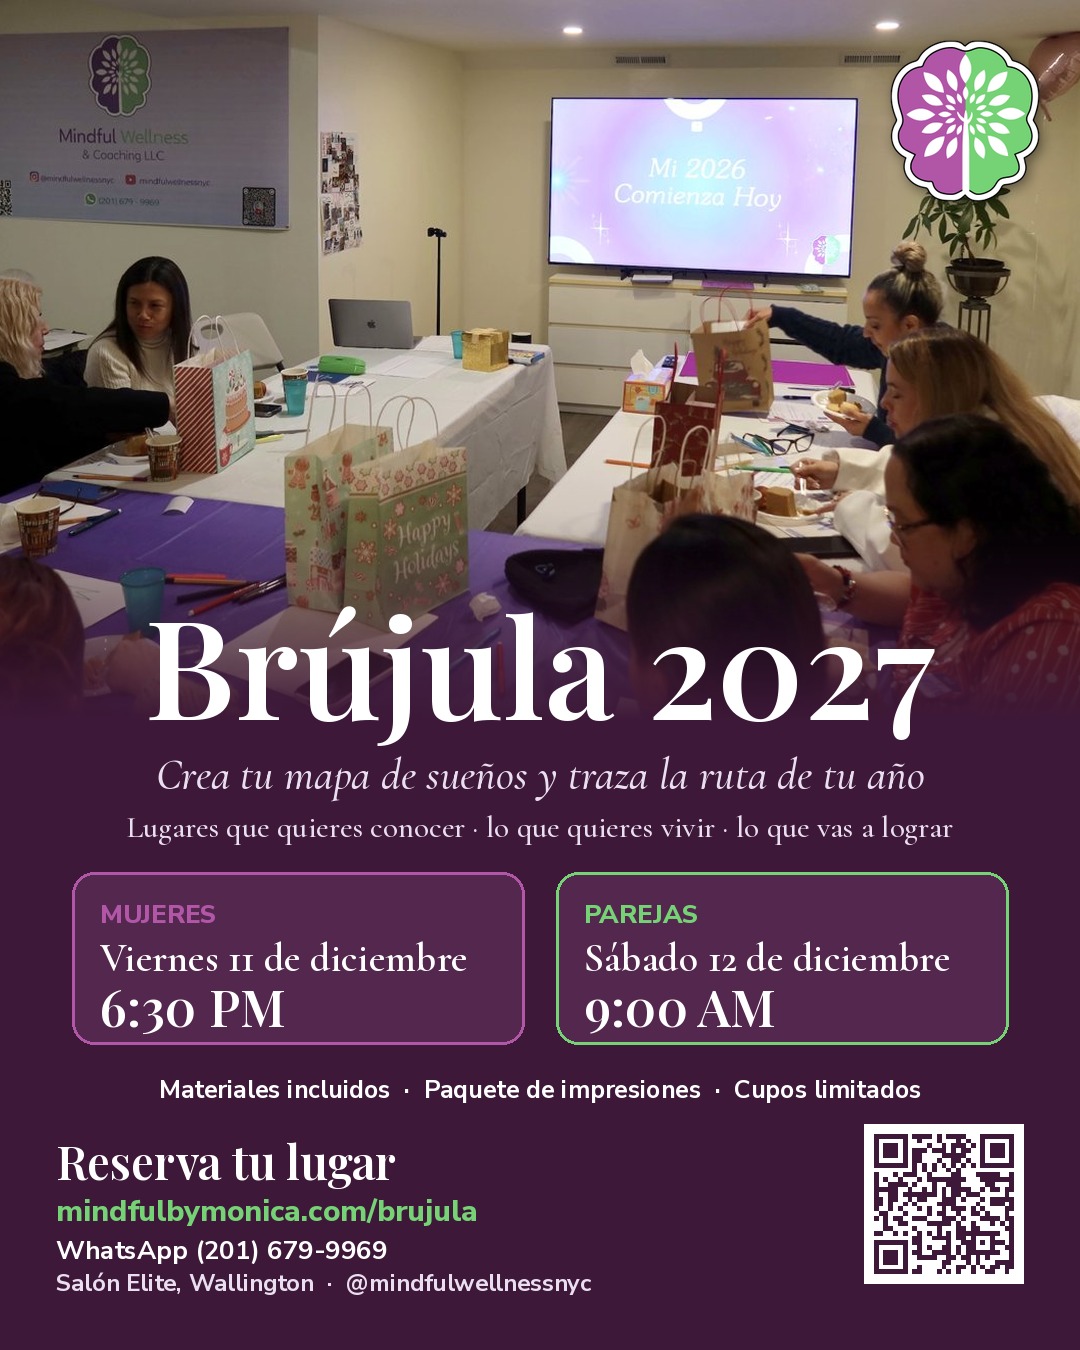 Mindful Wellness
& Coaching LLC
@mindfulwellnessnyc mindfulwellnessnyc
(201) 679 - 9969
Mi 2026
Comienza Hoy
Happy
Holidays
Brújula 2027
Crea tu mapa de sueños y traza la ruta de tu año
Lugares que quieres conocer · lo que quieres vivir · lo que vas a lograr
MUJERES
Viernes 11 de diciembre
6:30 PM
PAREJAS
Sábado 12 de diciembre
9:00 AM
Materiales incluidos · Paquete de impresiones · Cupos limitados
Reserva tu lugar
mindfulbymonica.com/brujula
WhatsApp (201) 679-9969
Salón Elite, Wallington · @mindfulwellnessnyc